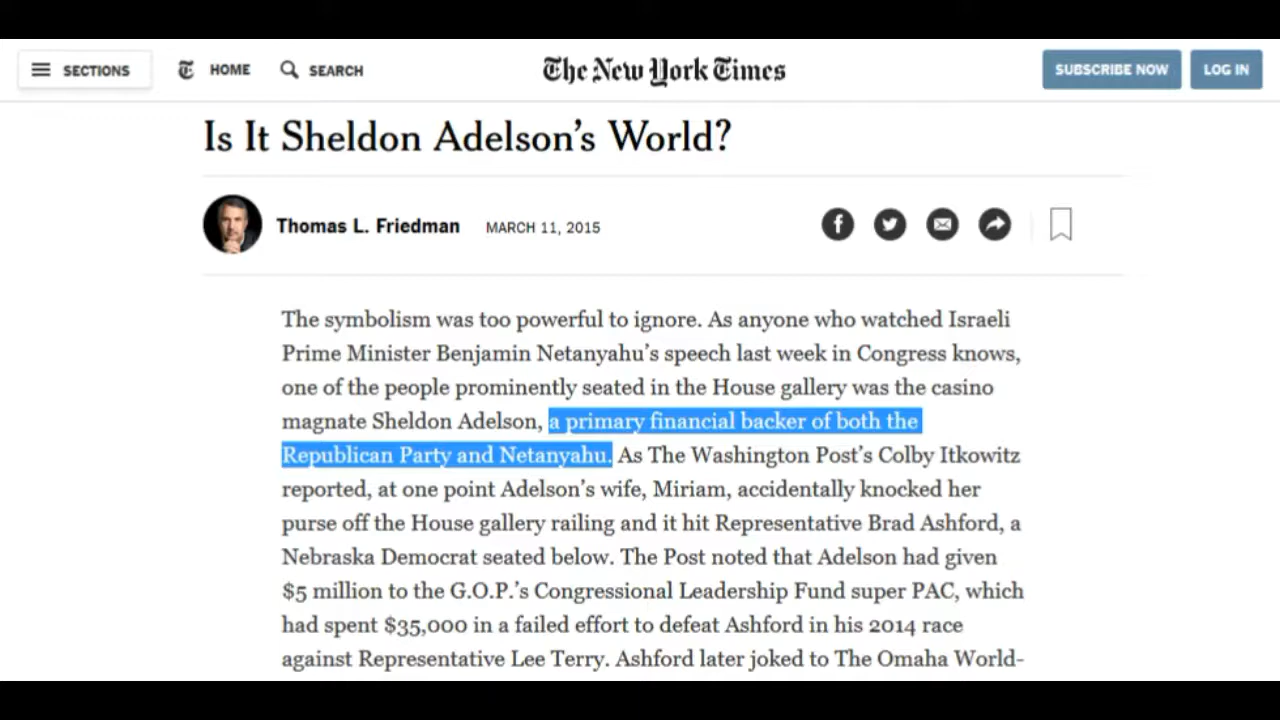 SECTIONS HOME SEARCH The New York Times SUBSCRIBE NOW LOG IN
Is It Sheldon Adelson's World?
Thomas L. Friedman MARCH 11, 2015
The symbolism was too powerful to ignore. As anyone who watched Israeli
Prime Minister Benjamin Netanyahu's speech last week in Congress knows,
one of the people prominently seated in the House gallery was the casino
magnate Sheldon Adelson, a primary financial backer of both the
Republican Party and Netanyahu. As The Washington Post's Colby Itkowitz
reported, at one point Adelson's wife, Miriam, accidentally knocked her
purse off the House gallery railing and it hit Representative Brad Ashford, a
Nebraska Democrat seated below. The Post noted that Adelson had given
$5 million to the G.O.P.'s Congressional Leadership Fund super PAC, which
had spent $35,000 in a failed effort to defeat Ashford in his 2014 race
against Representative Lee Terry. Ashford later joked to The Omaha World-